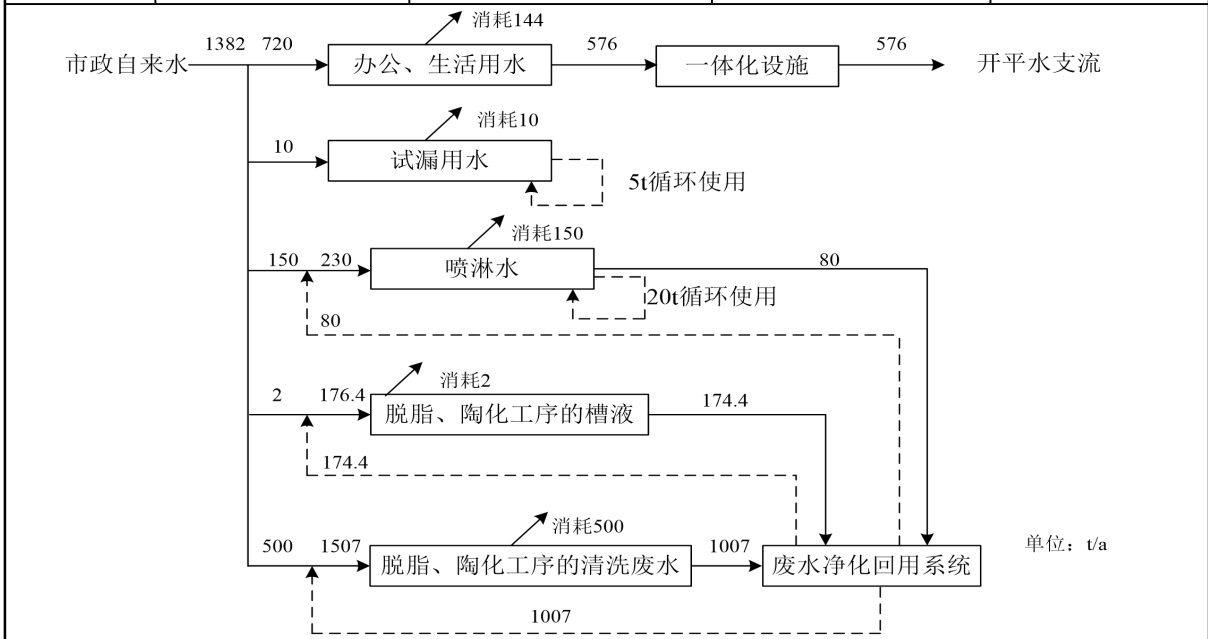 消耗144
1382 720 576 576
市政自来水 办公、生活用水 一体化设施 开平水支流
消耗10
10 试漏用水
5t循环使用
消耗150
150 230 喷淋水 80
20t循环使用
80
消耗2
2 176.4 174.4
脱脂、陶化工序的槽液
174.4
消耗500
500 1507 1007 单位：t/a
脱脂、陶化工序的清洗废水 废水净化回用系统
1007